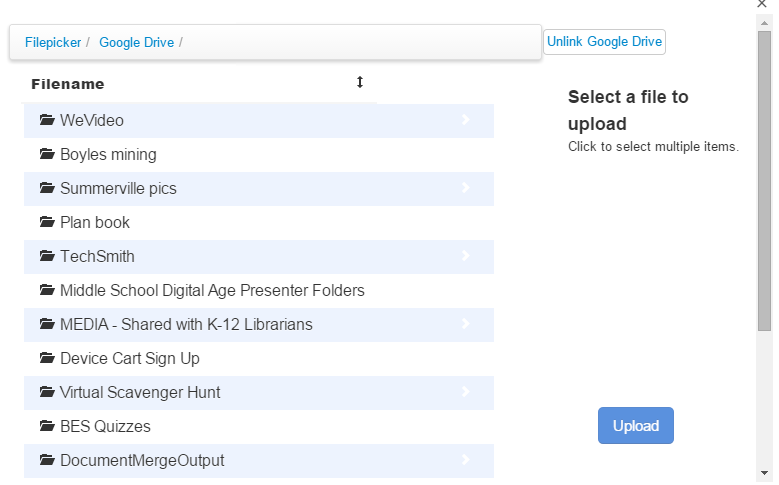 Filepicker / Google Drive /
Unlink Google Drive
Filename
WeVideo
Boyles mining
Summerville pics
Plan book
TechSmith
Middle School Digital Age Presenter Folders
MEDIA - Shared with K-12 Librarians
Device Cart Sign Up
Virtual Scavenger Hunt
BES Quizzes
DocumentMergeOutput
Select a file to
upload
Click to select multiple items.
Upload